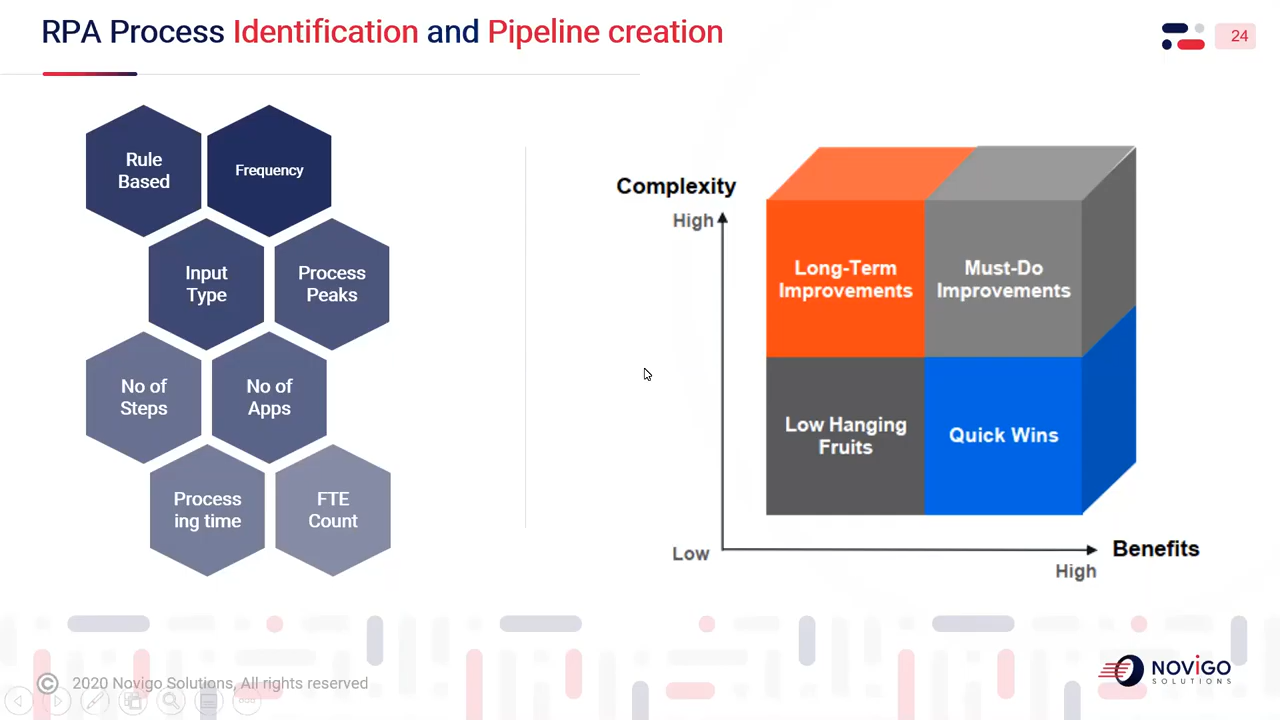 RPA Process Identification and Pipeline creation
24
Rule
Based
Frequency
Input
Type
Process
Peaks
No of
Steps
No of
Apps
Process
ing time
FTE
Count
Complexity
High
Long-Term
Improvements
Must-Do
Improvements
Low Hanging
Fruits
Quick Wins
Low
Benefits
High
© 2020 Novigo Solutions, All rights reserved
NOVIGO
SOLUTIONS